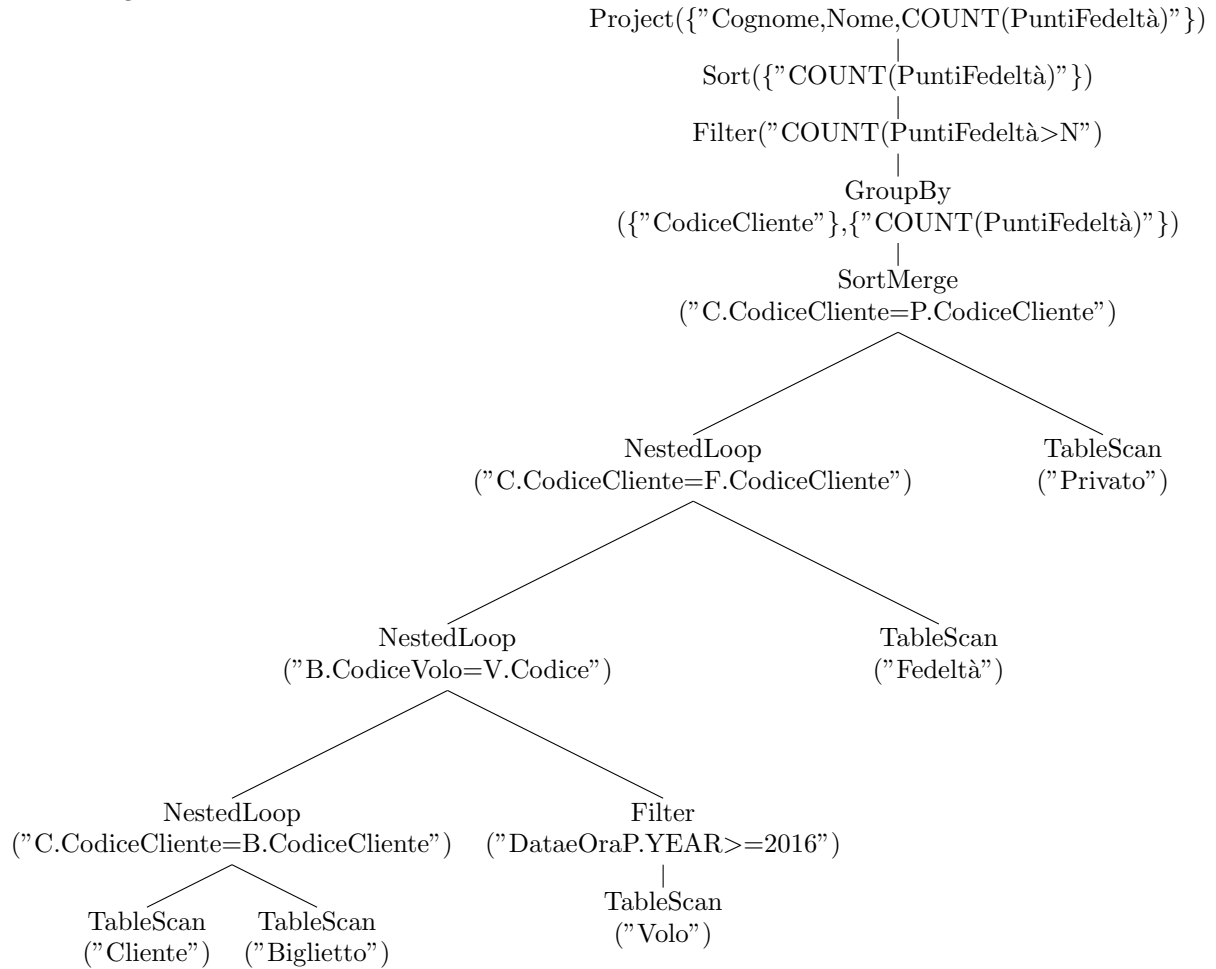 Project({”Cognome,Nome,COUNT(PuntiFedeltà)”})
Sort({”COUNT(PuntiFedeltà)”})
Filter(”COUNT(PuntiFedeltà>N”)
GroupBy
({”CodiceCliente”},{”COUNT(PuntiFedeltà)”})
SortMerge
(”C.CodiceCliente=P.CodiceCliente”)
NestedLoop
(”C.CodiceCliente=F.CodiceCliente”)
TableScan
(”Privato”)
NestedLoop
(”B.CodiceVolo=V.Codice”)
TableScan
(”Fedeltà”)
NestedLoop
(”C.CodiceCliente=B.CodiceCliente”)
Filter
(”DataeOraP.YEAR>=2016”)
TableScan
(”Cliente”)
TableScan
(”Biglietto”)
TableScan
(”Volo”)